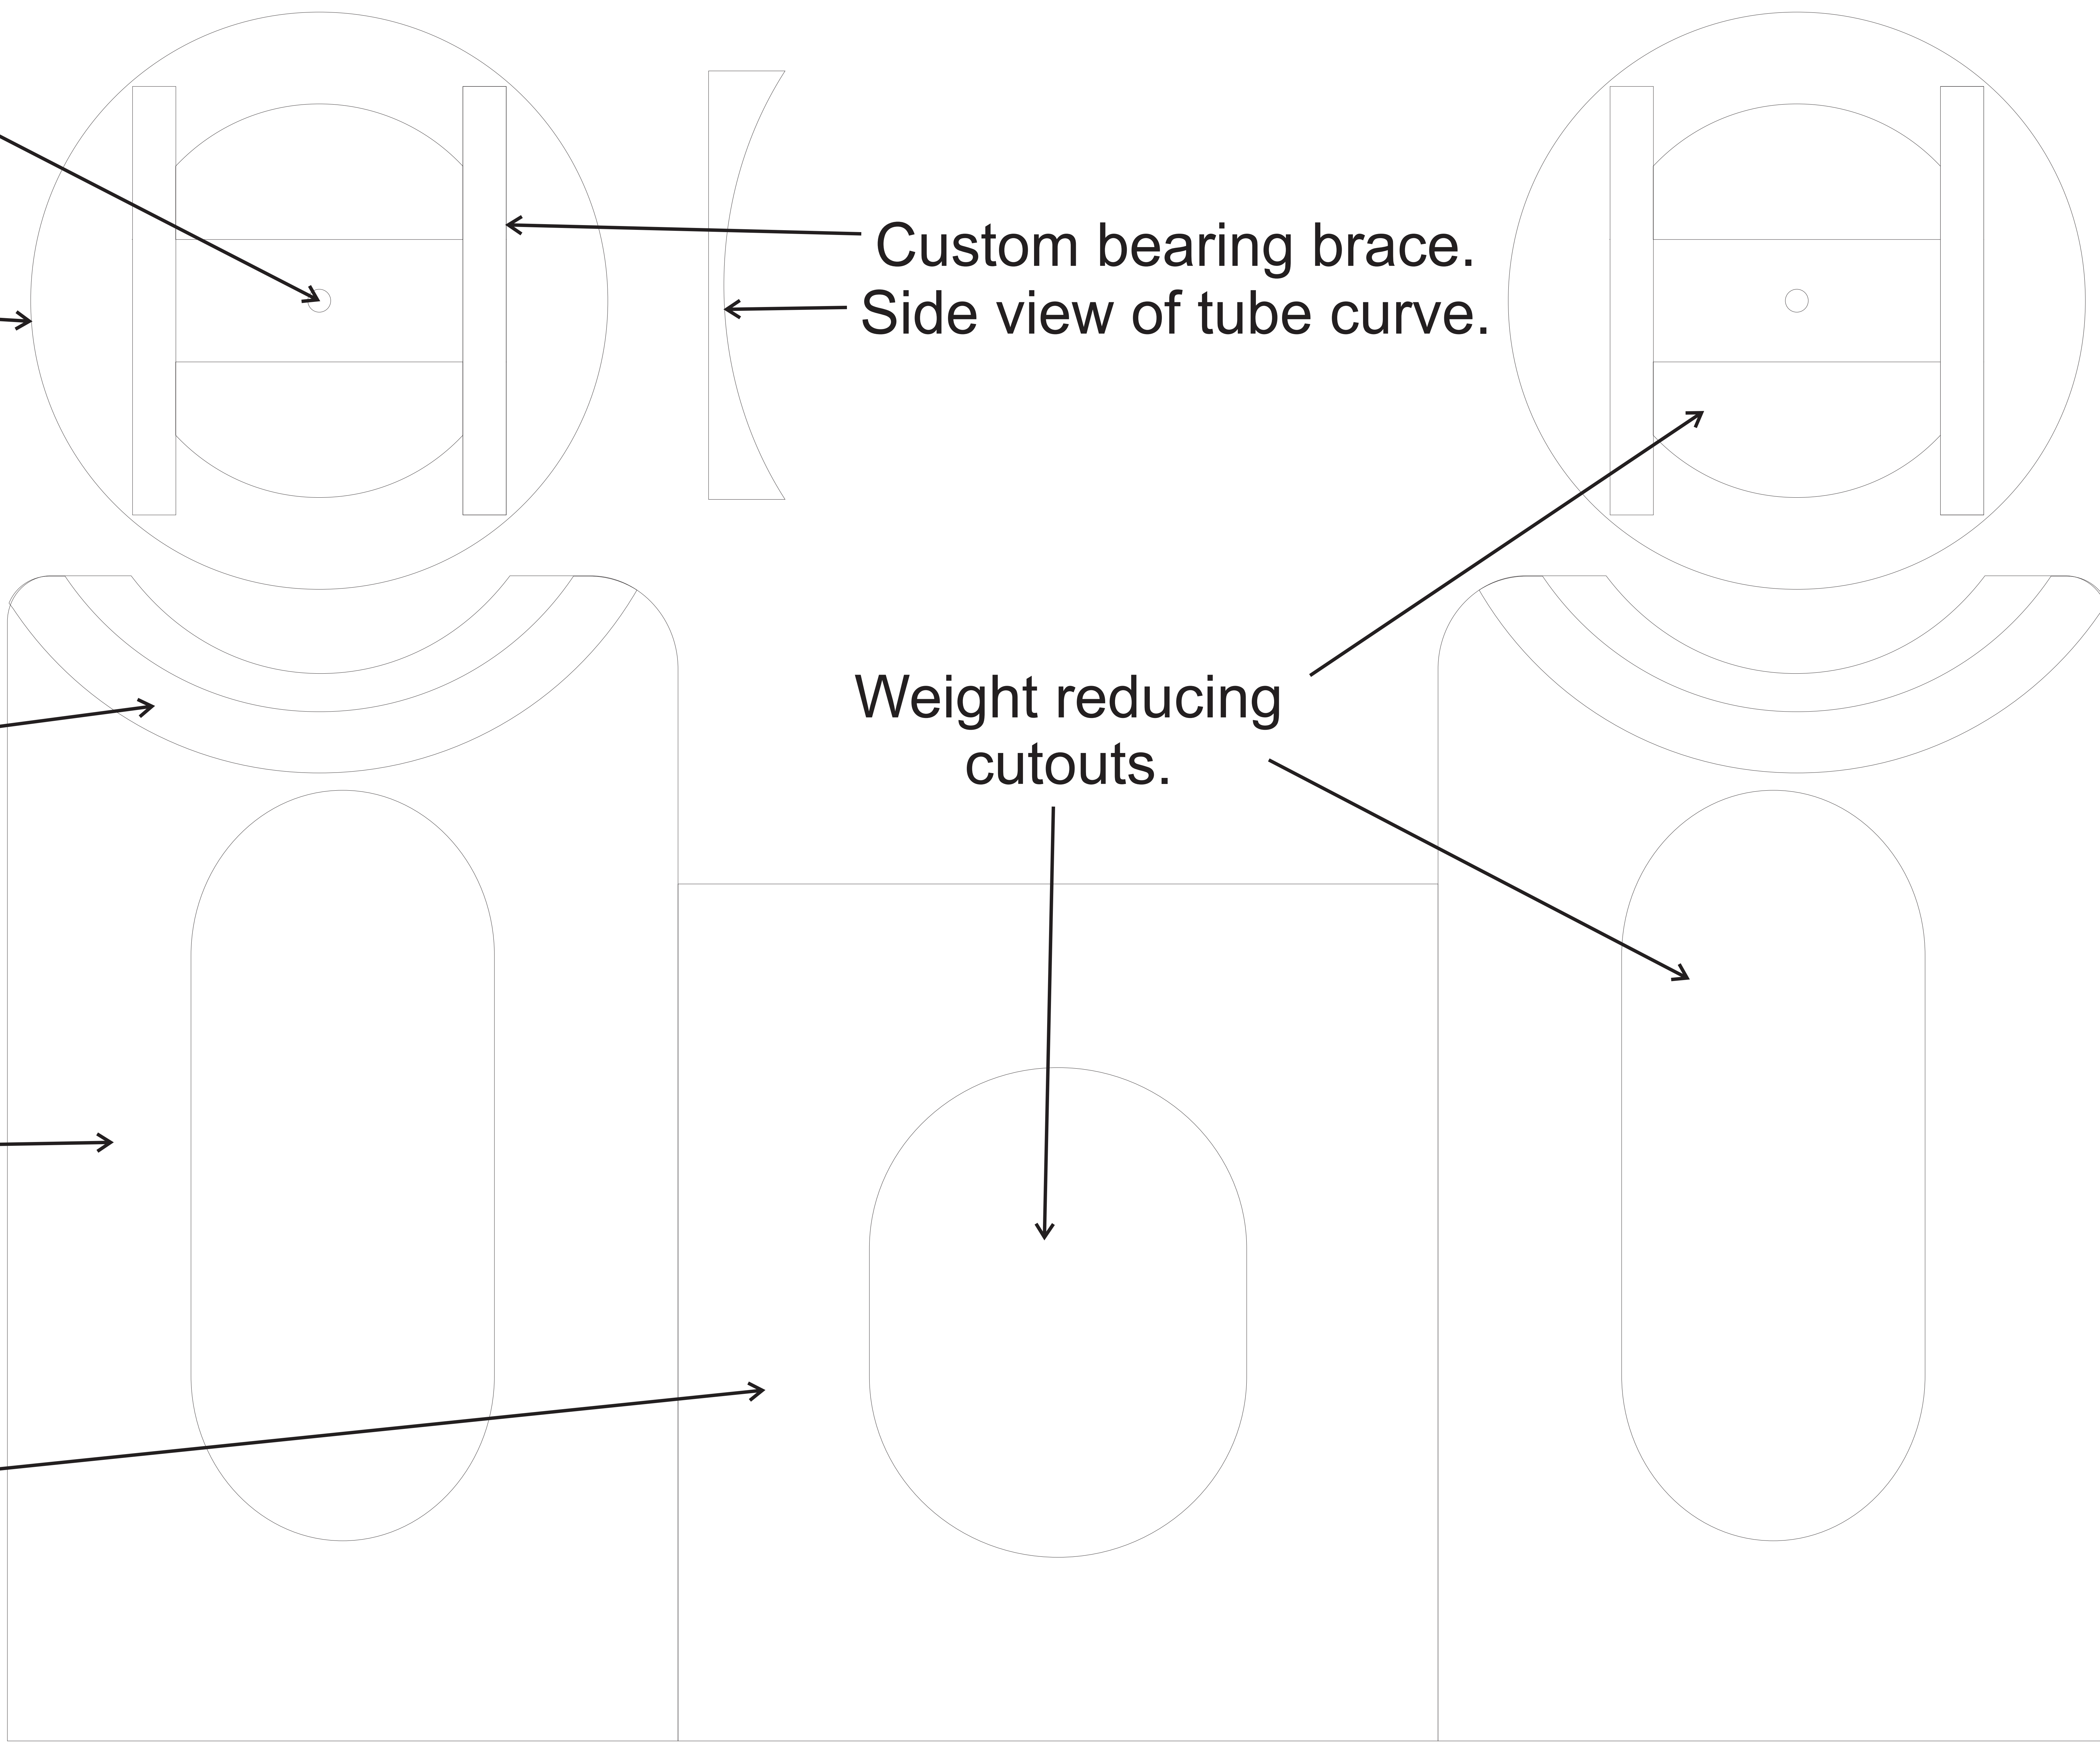 Custom bearing brace.
Side view of tube curve.
Weight reducing
cutouts.